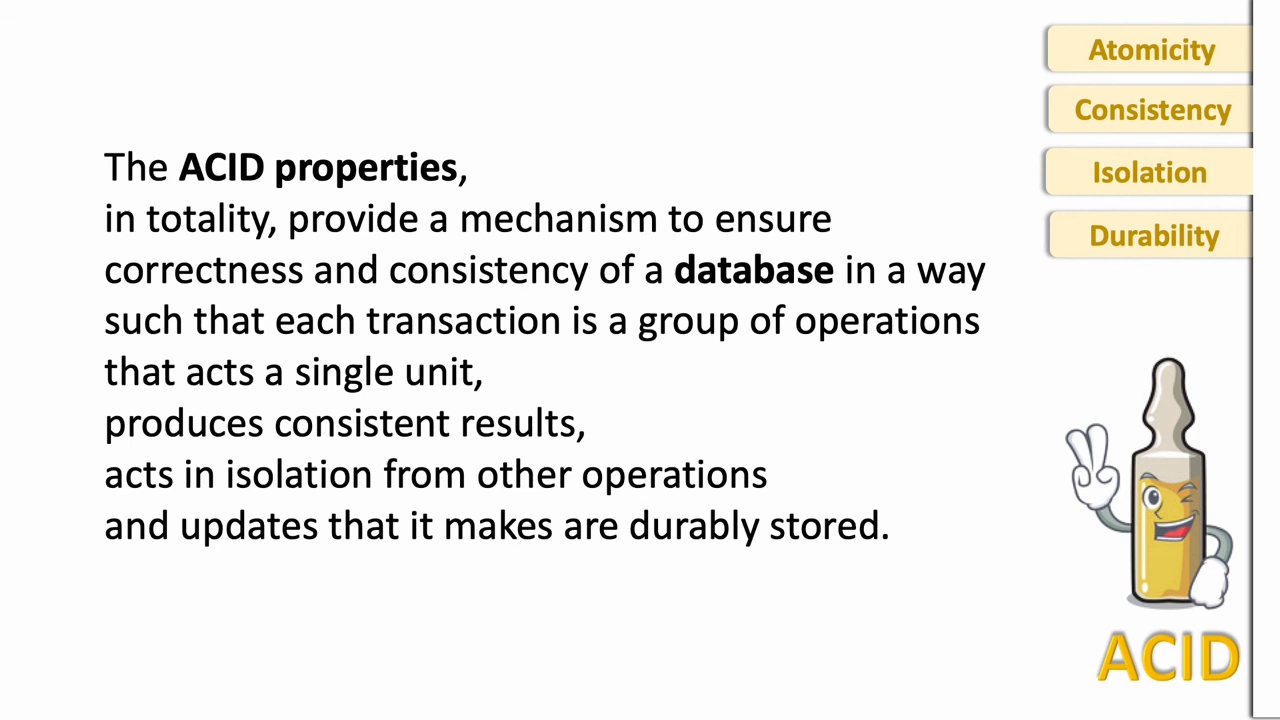 The ACID properties,
in totality, provide a mechanism to ensure
correctness and consistency of a database in a way
such that each transaction is a group of operations
that acts a single unit,
produces consistent results,
acts in isolation from other operations
and updates that it makes are durably stored.
Atomicity
Consistency
Isolation
Durability
ACID